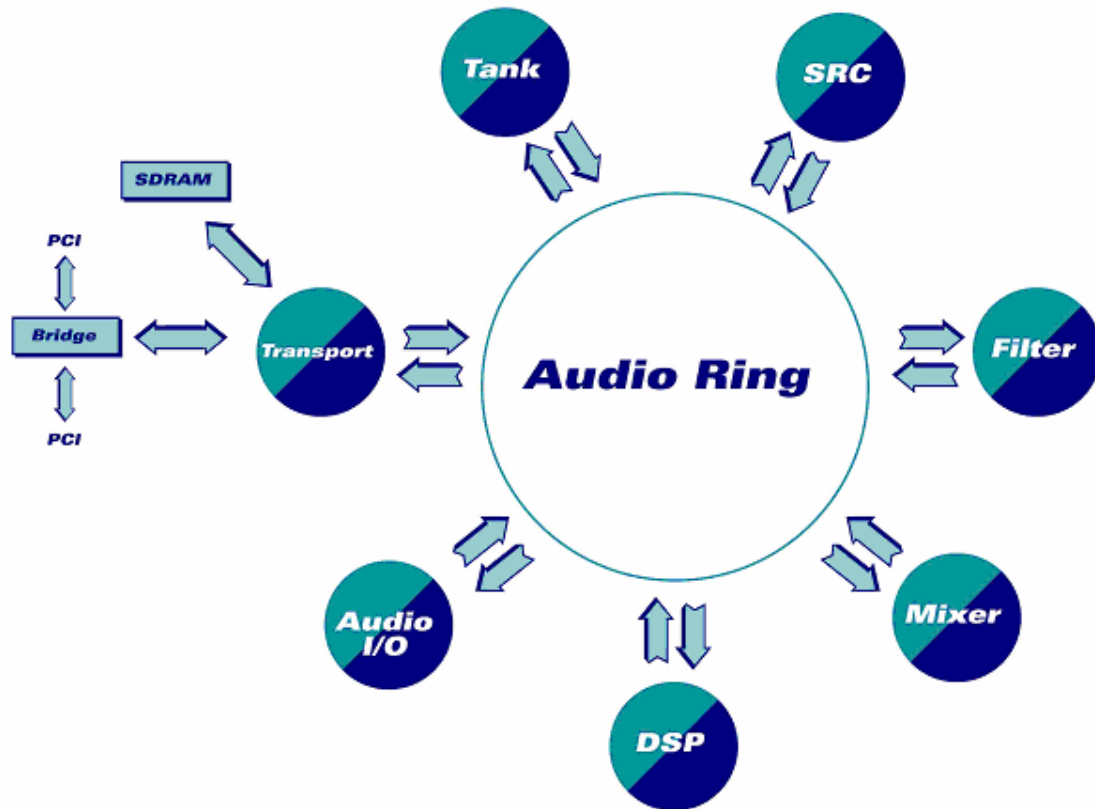 Tank
SRC
SDRAM
PCI
Bridge
Transport
Audio Ring
Filter
PCI
Audio
I/O
Mixer
DSP